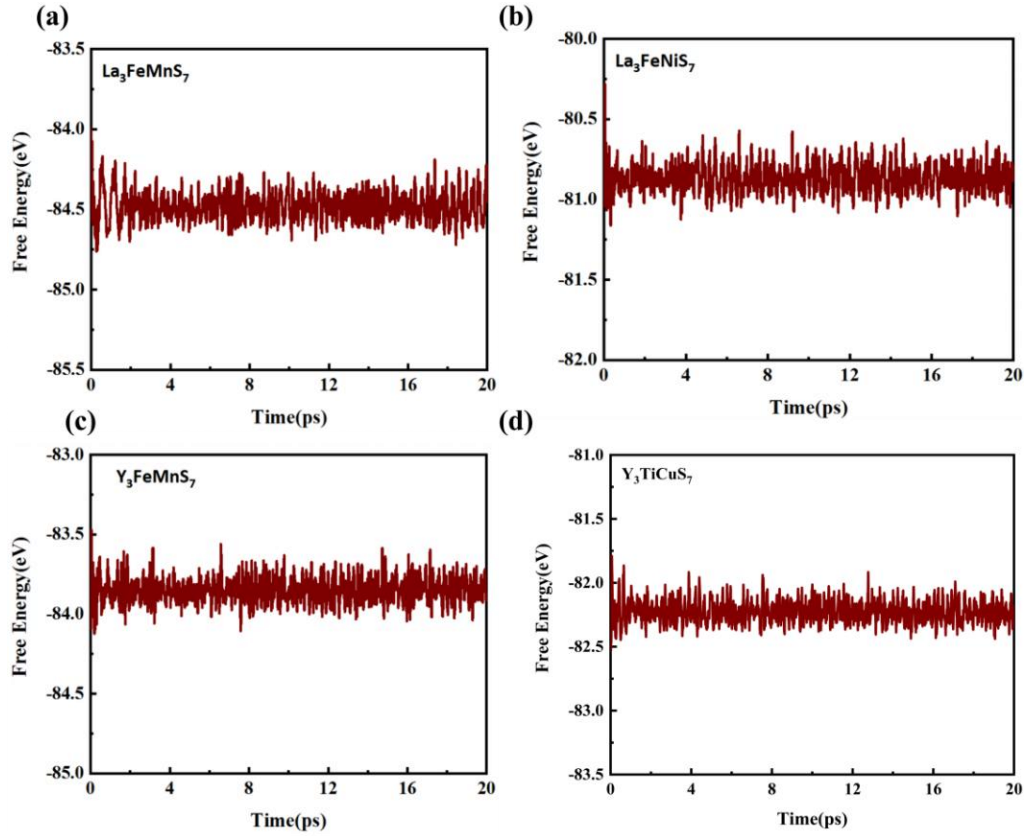 (a)
La₃FeMnS₇
Free Energy(eV)
-83.5
-84.0
-84.5
-85.0
-85.5
0 4 8 12 16 20
Time(ps)
(b)
La₃FeNiS₇
Free Energy(eV)
-80.0
-80.5
-81.0
-81.5
-82.0
0 4 8 12 16 20
Time(ps)
(c)
Y₃FeMnS₇
Free Energy(eV)
-83.0
-83.5
-84.0
-84.5
-85.0
0 4 8 12 16 20
Time(ps)
(d)
Y₃TiCuS₇
Free Energy(eV)
-81.0
-81.5
-82.0
-82.5
-83.0
-83.5
0 4 8 12 16 20
Time(ps)